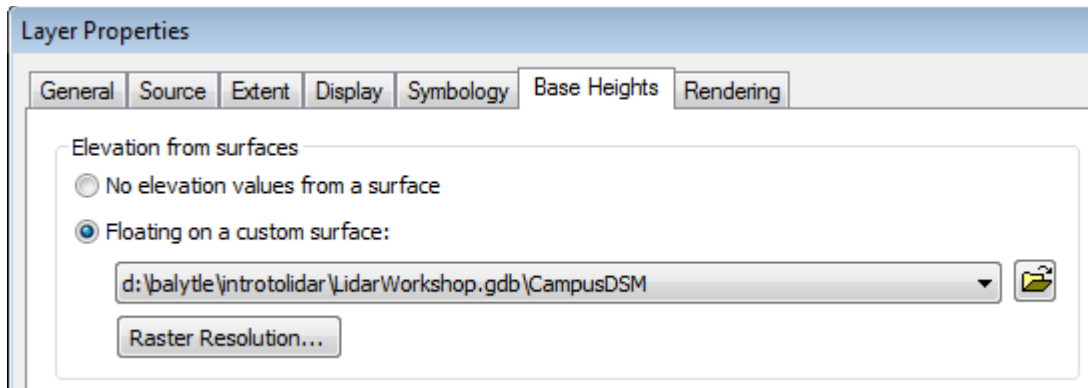 Layer Properties
General Source Extent Display Symbology Base Heights Rendering
Elevation from surfaces
No elevation values from a surface
Floating on a custom surface:
d:\balytle\introtolidar\LidarWorkshop.gdb\CampusDSM
Raster Resolution...